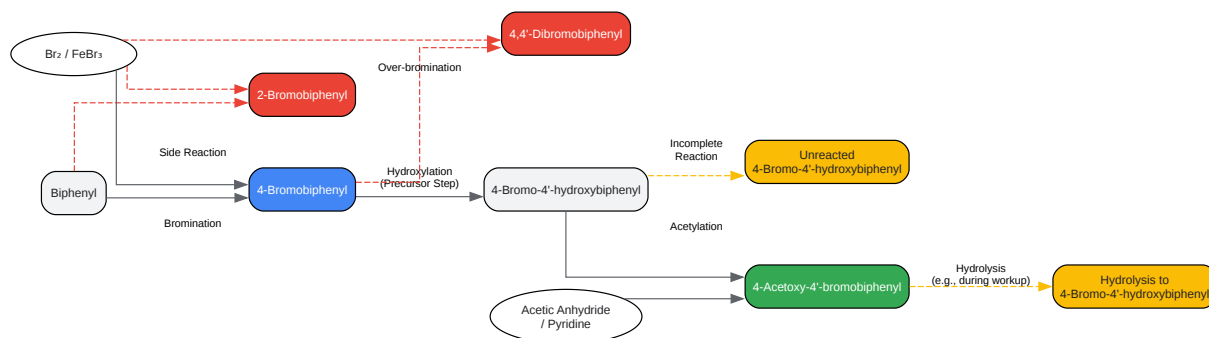 4,4'-Dibromobiphenyl
Br₂ / FeBr₃
Over-bromination
2-Bromobiphenyl
Side Reaction
Incomplete
Reaction
Unreacted
4-Bromo-4'-hydroxybiphenyl
Biphenyl
4-Bromobiphenyl
Hydroxylation
(Precursor Step)
4-Bromo-4'-hydroxybiphenyl
Bromination
Acetylation
4-Acetoxy-4'-bromobiphenyl
Hydrolysis
(e.g., during workup)
Hydrolysis to
4-Bromo-4'-hydroxybiphenyl
Acetic Anhydride
/ Pyridine